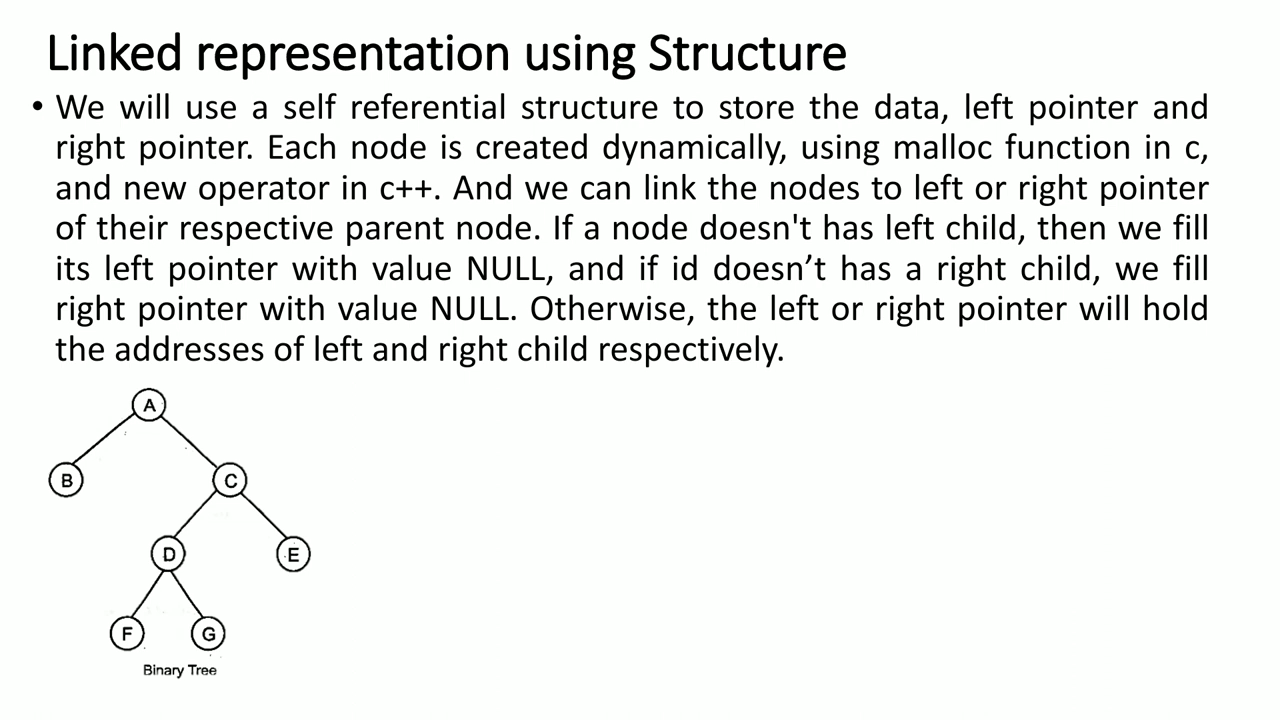 Linked representation using Structure
• We will use a self referential structure to store the data, left pointer and
right pointer. Each node is created dynamically, using malloc function in c,
and new operator in c++. And we can link the nodes to left or right pointer
of their respective parent node. If a node doesn't has left child, then we fill
its left pointer with value NULL, and if id doesn’t has a right child, we fill
right pointer with value NULL. Otherwise, the left or right pointer will hold
the addresses of left and right child respectively.
A
B C
D E
F G
Binary Tree